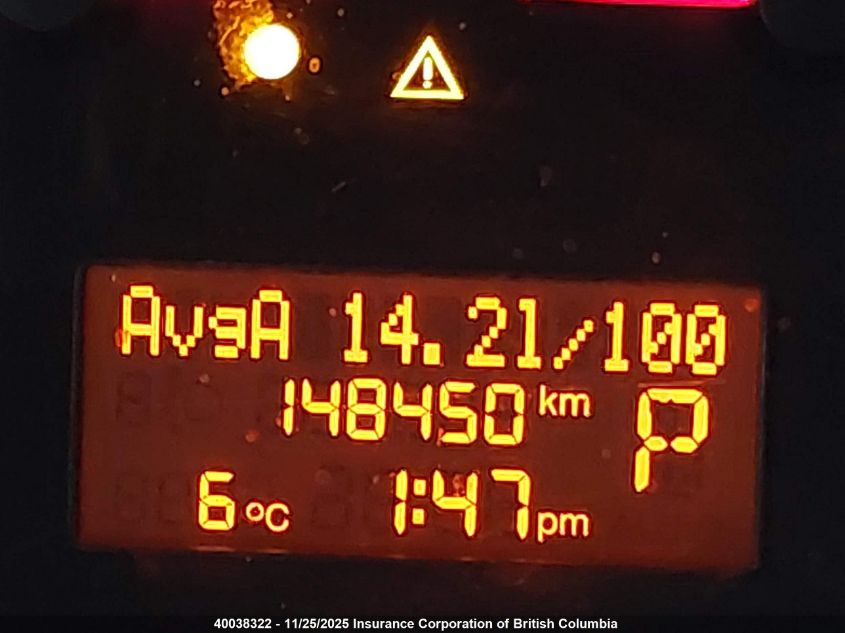 AvgA 14.2l/100
148450 km P
6°C 1:47 pm
40038322 - 11/25/2025 Insurance Corporation of British Columbia